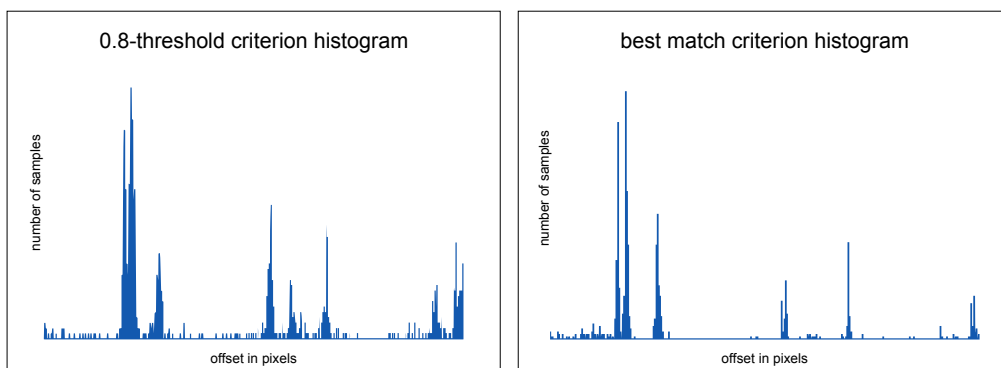 0.8-threshold criterion histogram
number of samples
offset in pixels
best match criterion histogram
number of samples
offset in pixels